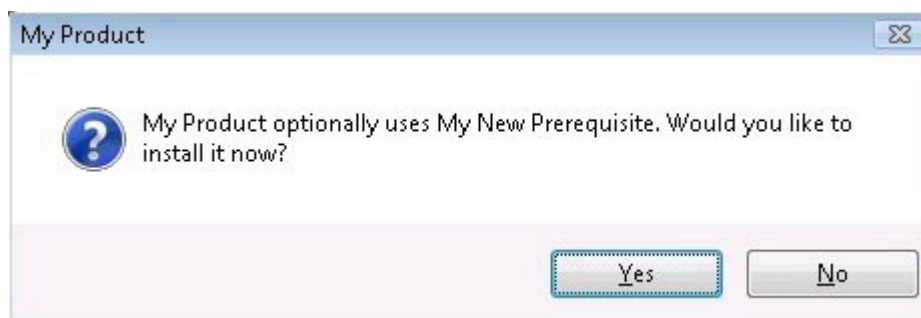 My Product
My Product optionally uses My New Prerequisite. Would you like to
install it now?
Yes
No